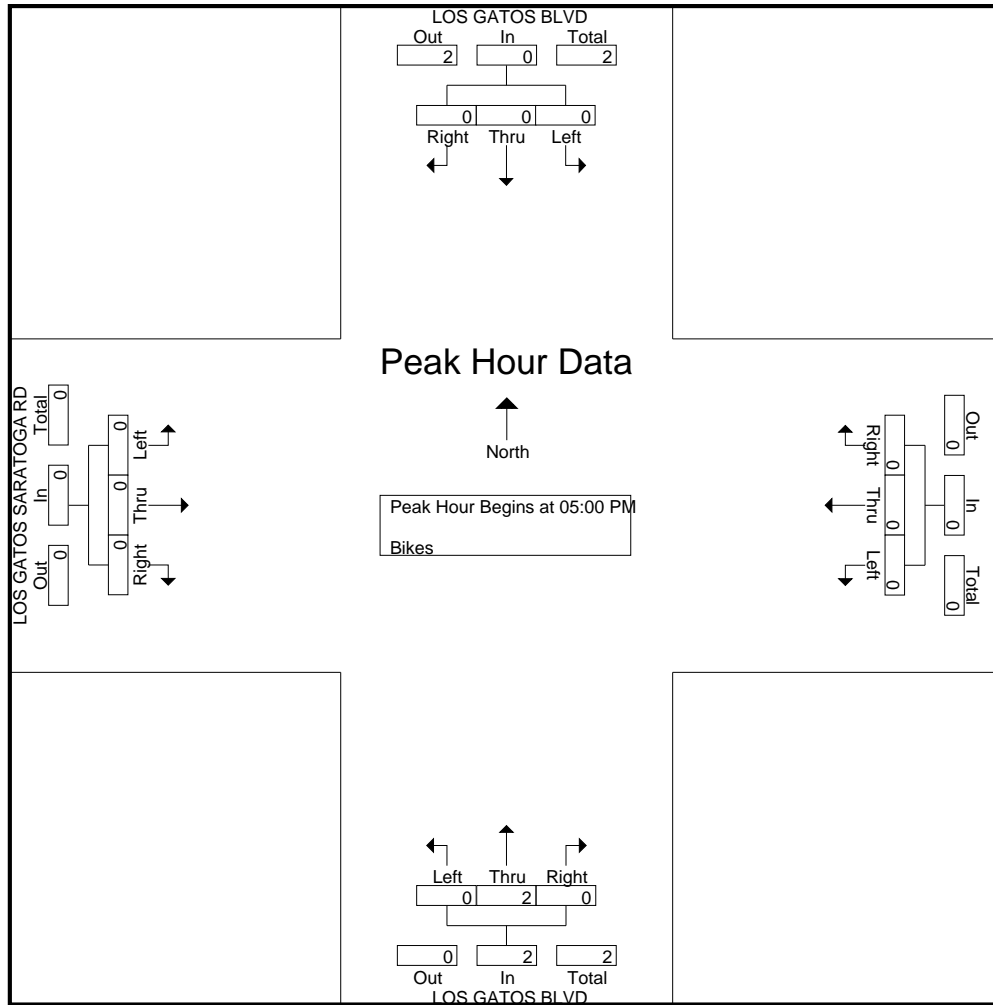 LOS GATOS BLVD
Out In Total
2 0 2
0 0 0
Right Thru Left
Peak Hour Data
North
Peak Hour Begins at 05:00 PM
Bikes
LOS GATOS SARATOGA RD
Out In Total
0 0 0
0 0 0
Right Thru Left
Right Thru Left
0 0 0
Out In Total
0 0 0
Left Thru Right
0 2 0
0 2 2
Out In Total
LOS GATOS BLVD